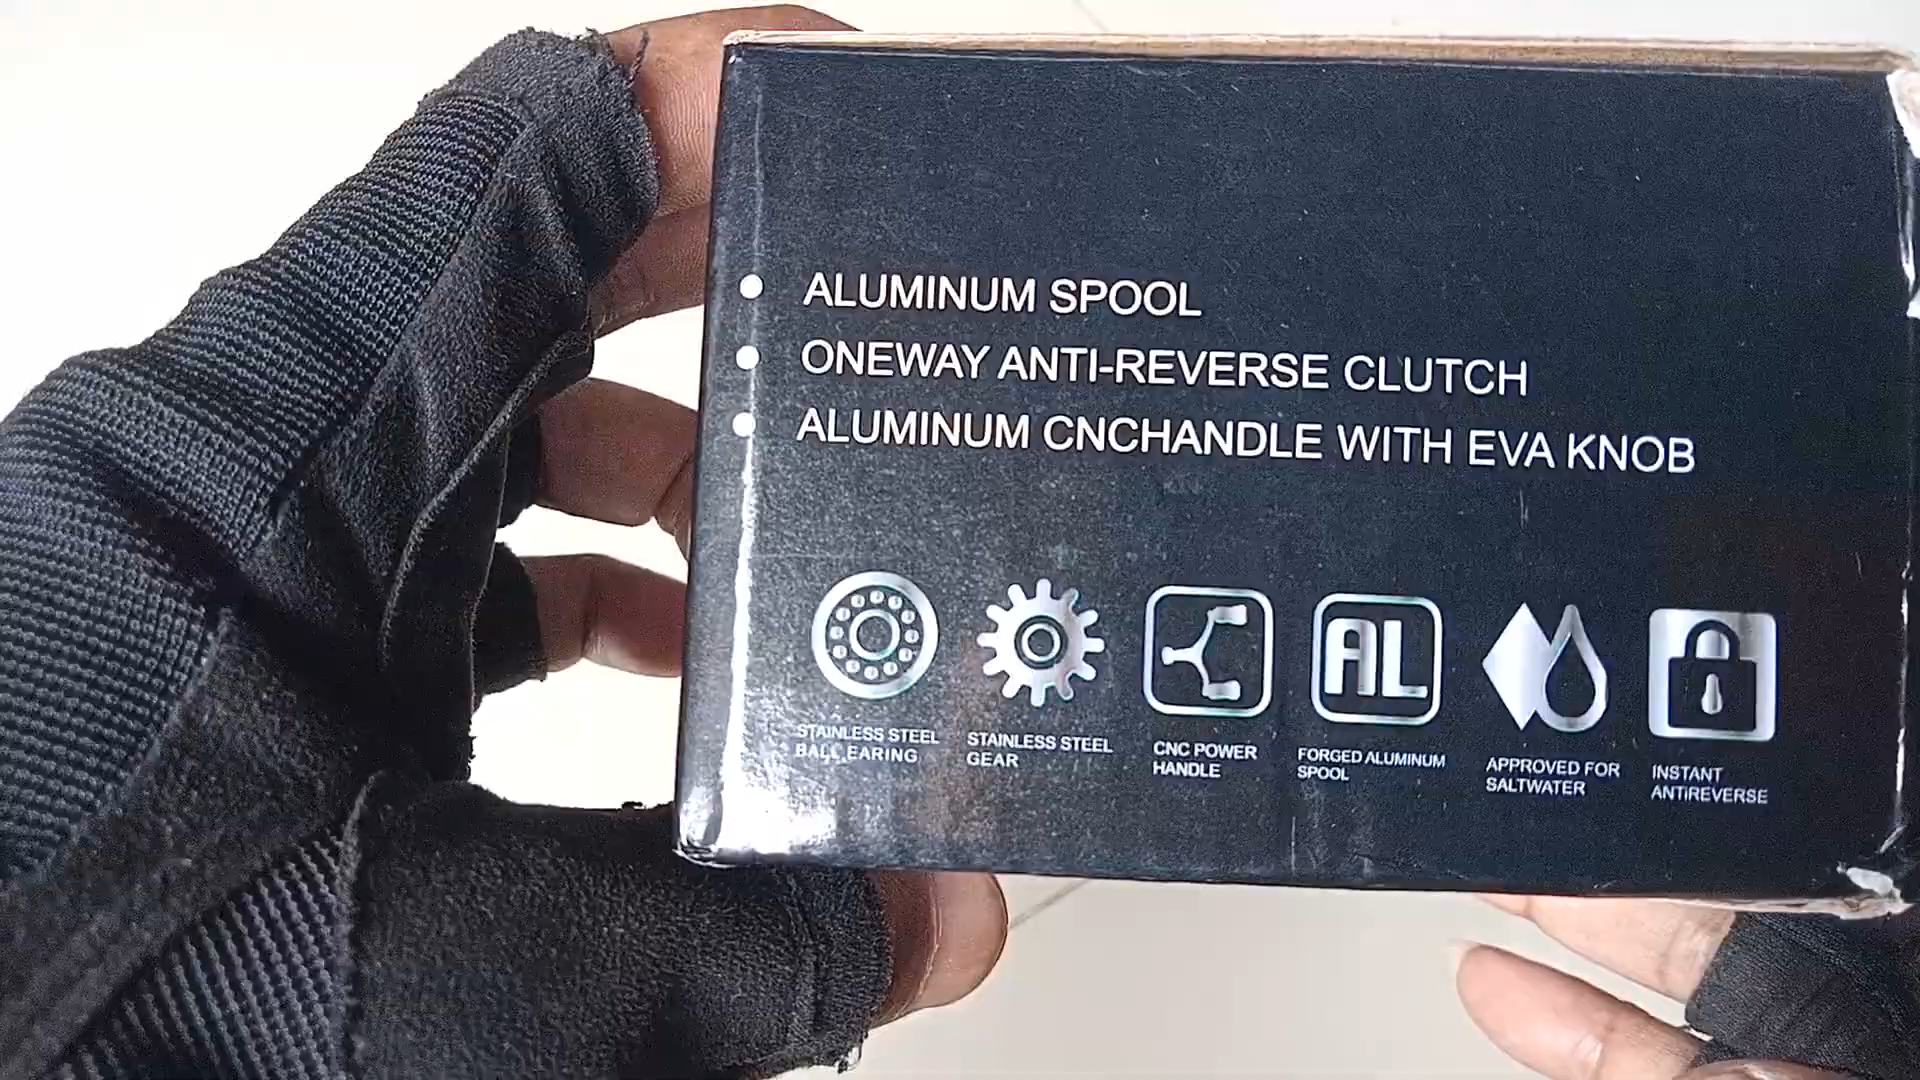 ALUMINUM SPOOL
ONEWAY ANTI-REVERSE CLUTCH
ALUMINUM CNCHANDLE WITH EVA KNOB
AL
STAINLESS STEEL
BALL EARING
STAINLESS STEEL
GEAR
CNC POWER
HANDLE
FORGED ALUMINUM
SPOOL
APPROVED FOR
SALTWATER
INSTANT
ANTIREVERSE